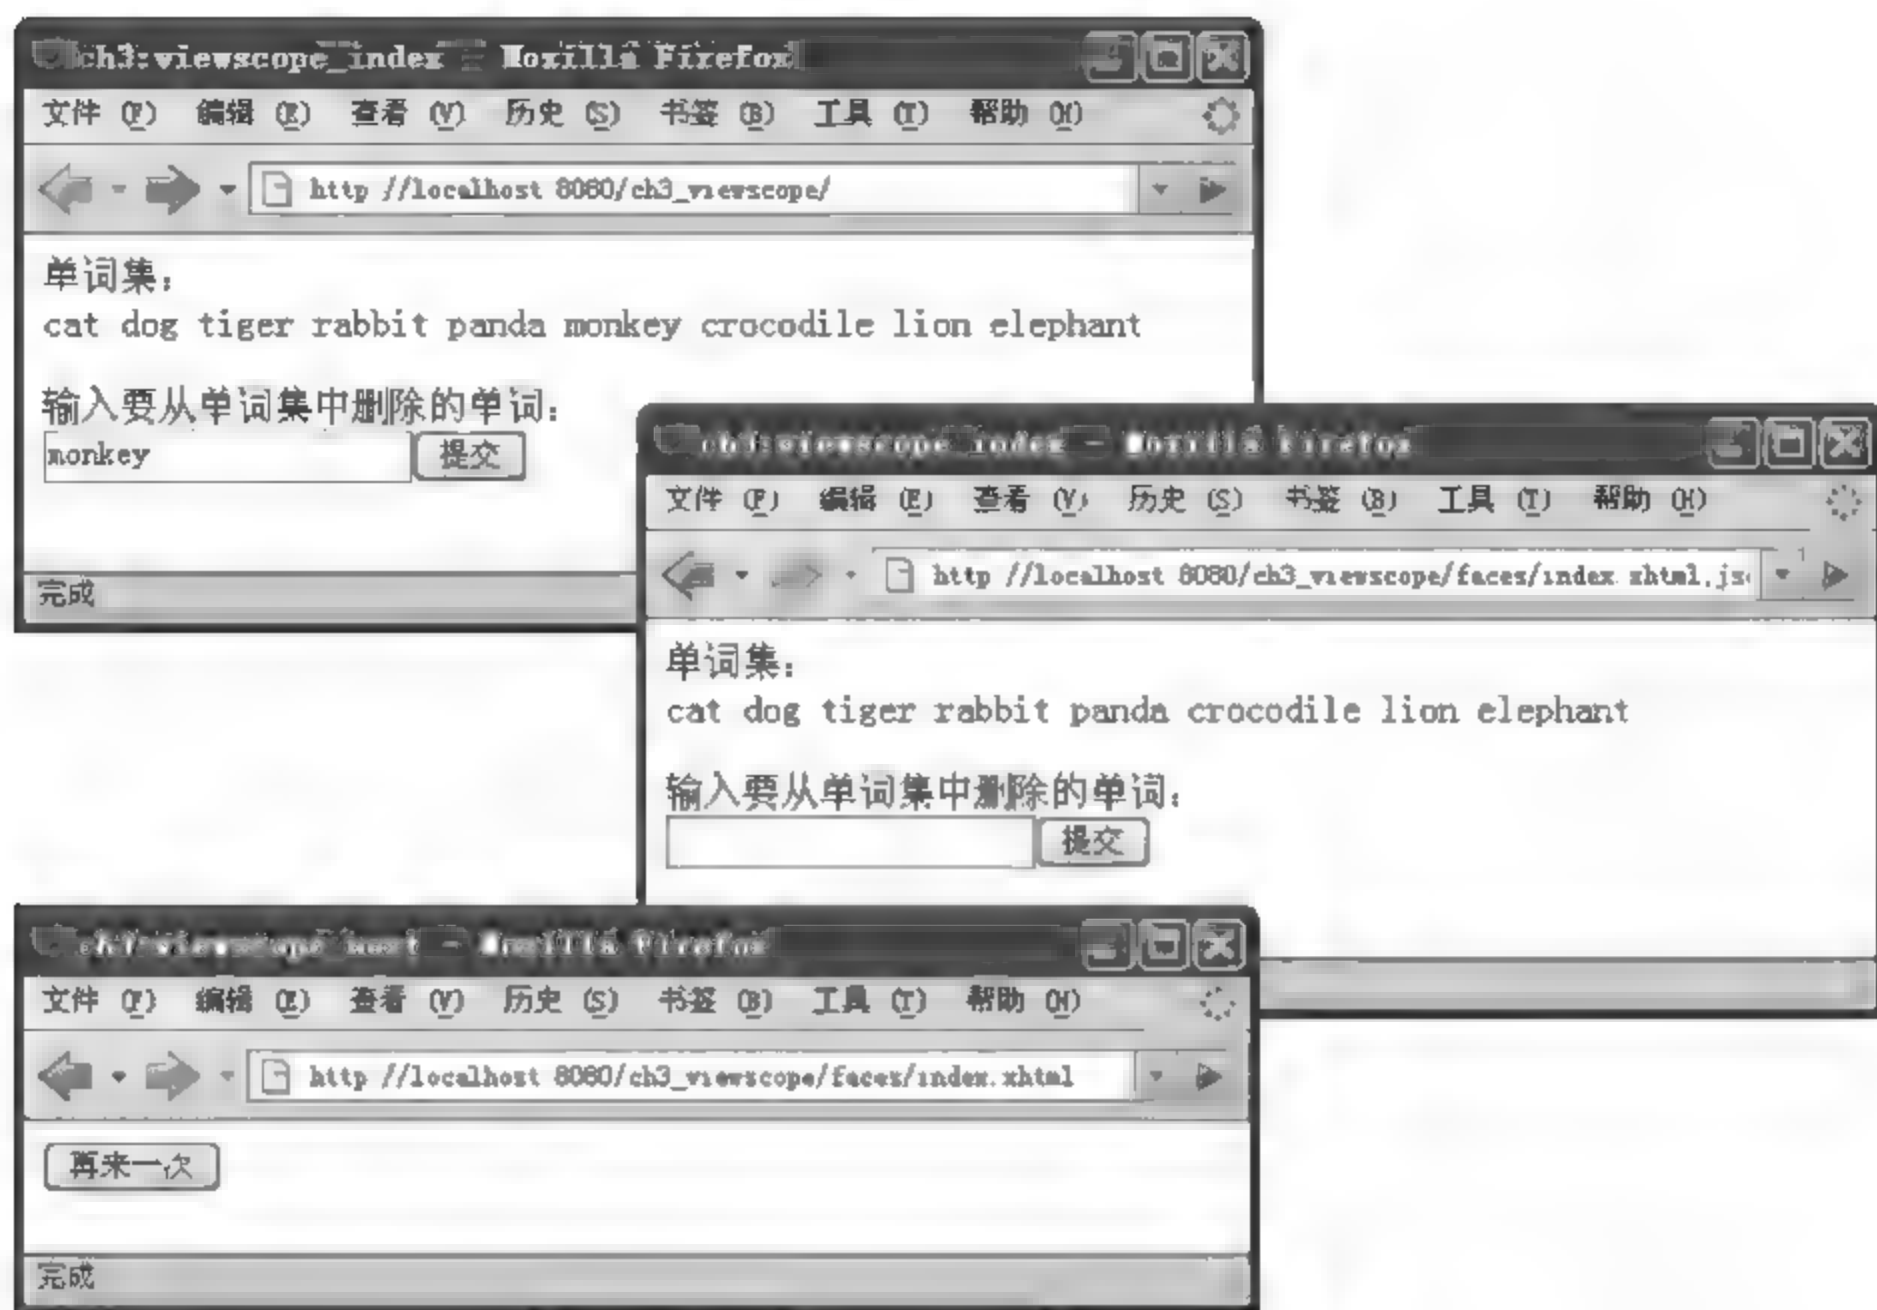 ch3:viewscope_index - Mozilla Firefox
文件(F) 编辑(E) 查看(V) 历史(S) 书签(B) 工具(T) 帮助(H)
http //localhost 8080/ch3_viewscope/
单词集:
cat dog tiger rabbit panda monkey crocodile lion elephant
输入要从单词集中删除的单词:
monkey 提交
完成
ch3:viewscope_index - Mozilla Firefox
文件(F) 编辑(E) 查看(V) 历史(S) 书签(B) 工具(T) 帮助(H)
http //localhost 8080/ch3_viewscope/faces/index.xhtml;js
单词集:
cat dog tiger rabbit panda crocodile lion elephant
输入要从单词集中删除的单词:
提交
- Mozilla Firefox
文件(F) 编辑(E) 查看(V) 历史(S) 书签(B) 工具(T) 帮助(H)
http //localhost 8080/ch3_viewscope/faces/index.xhtml
再来一次
完成